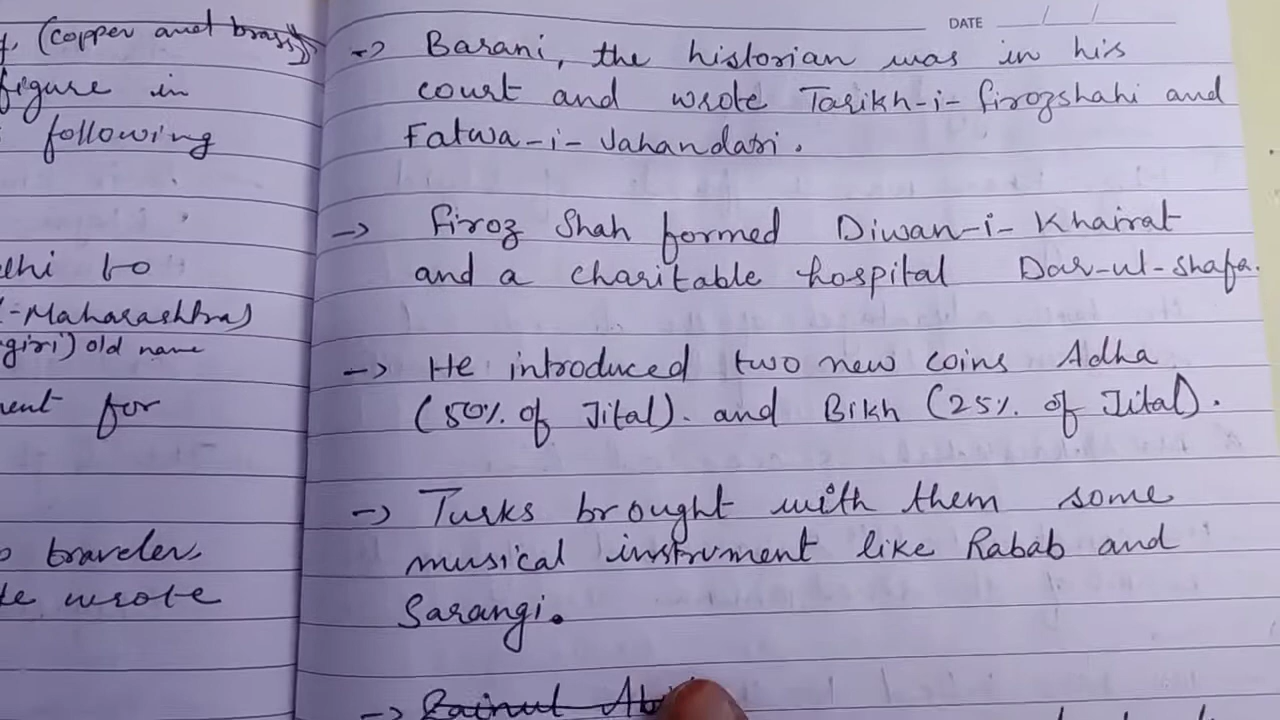 (copper and brass)
figure in
following
to
-Maharashtra)
giri) old name
for
traveler
wrote
DATE / /
-> Barani, the historian was in his
court and wrote Tarikh-i-firozshahi and
Fatwa-i-Jahandari.
-> Firoz Shah formed Diwan-i-Khairat
and a charitable hospital Dar-ul-shafa.
-> He introduced two new coins Adha
(50% of Jital). and Bikh (25% of Jital).
-> Turks brought with them some
musical instrument like Rabab and
Sarangi.
-> Zainul